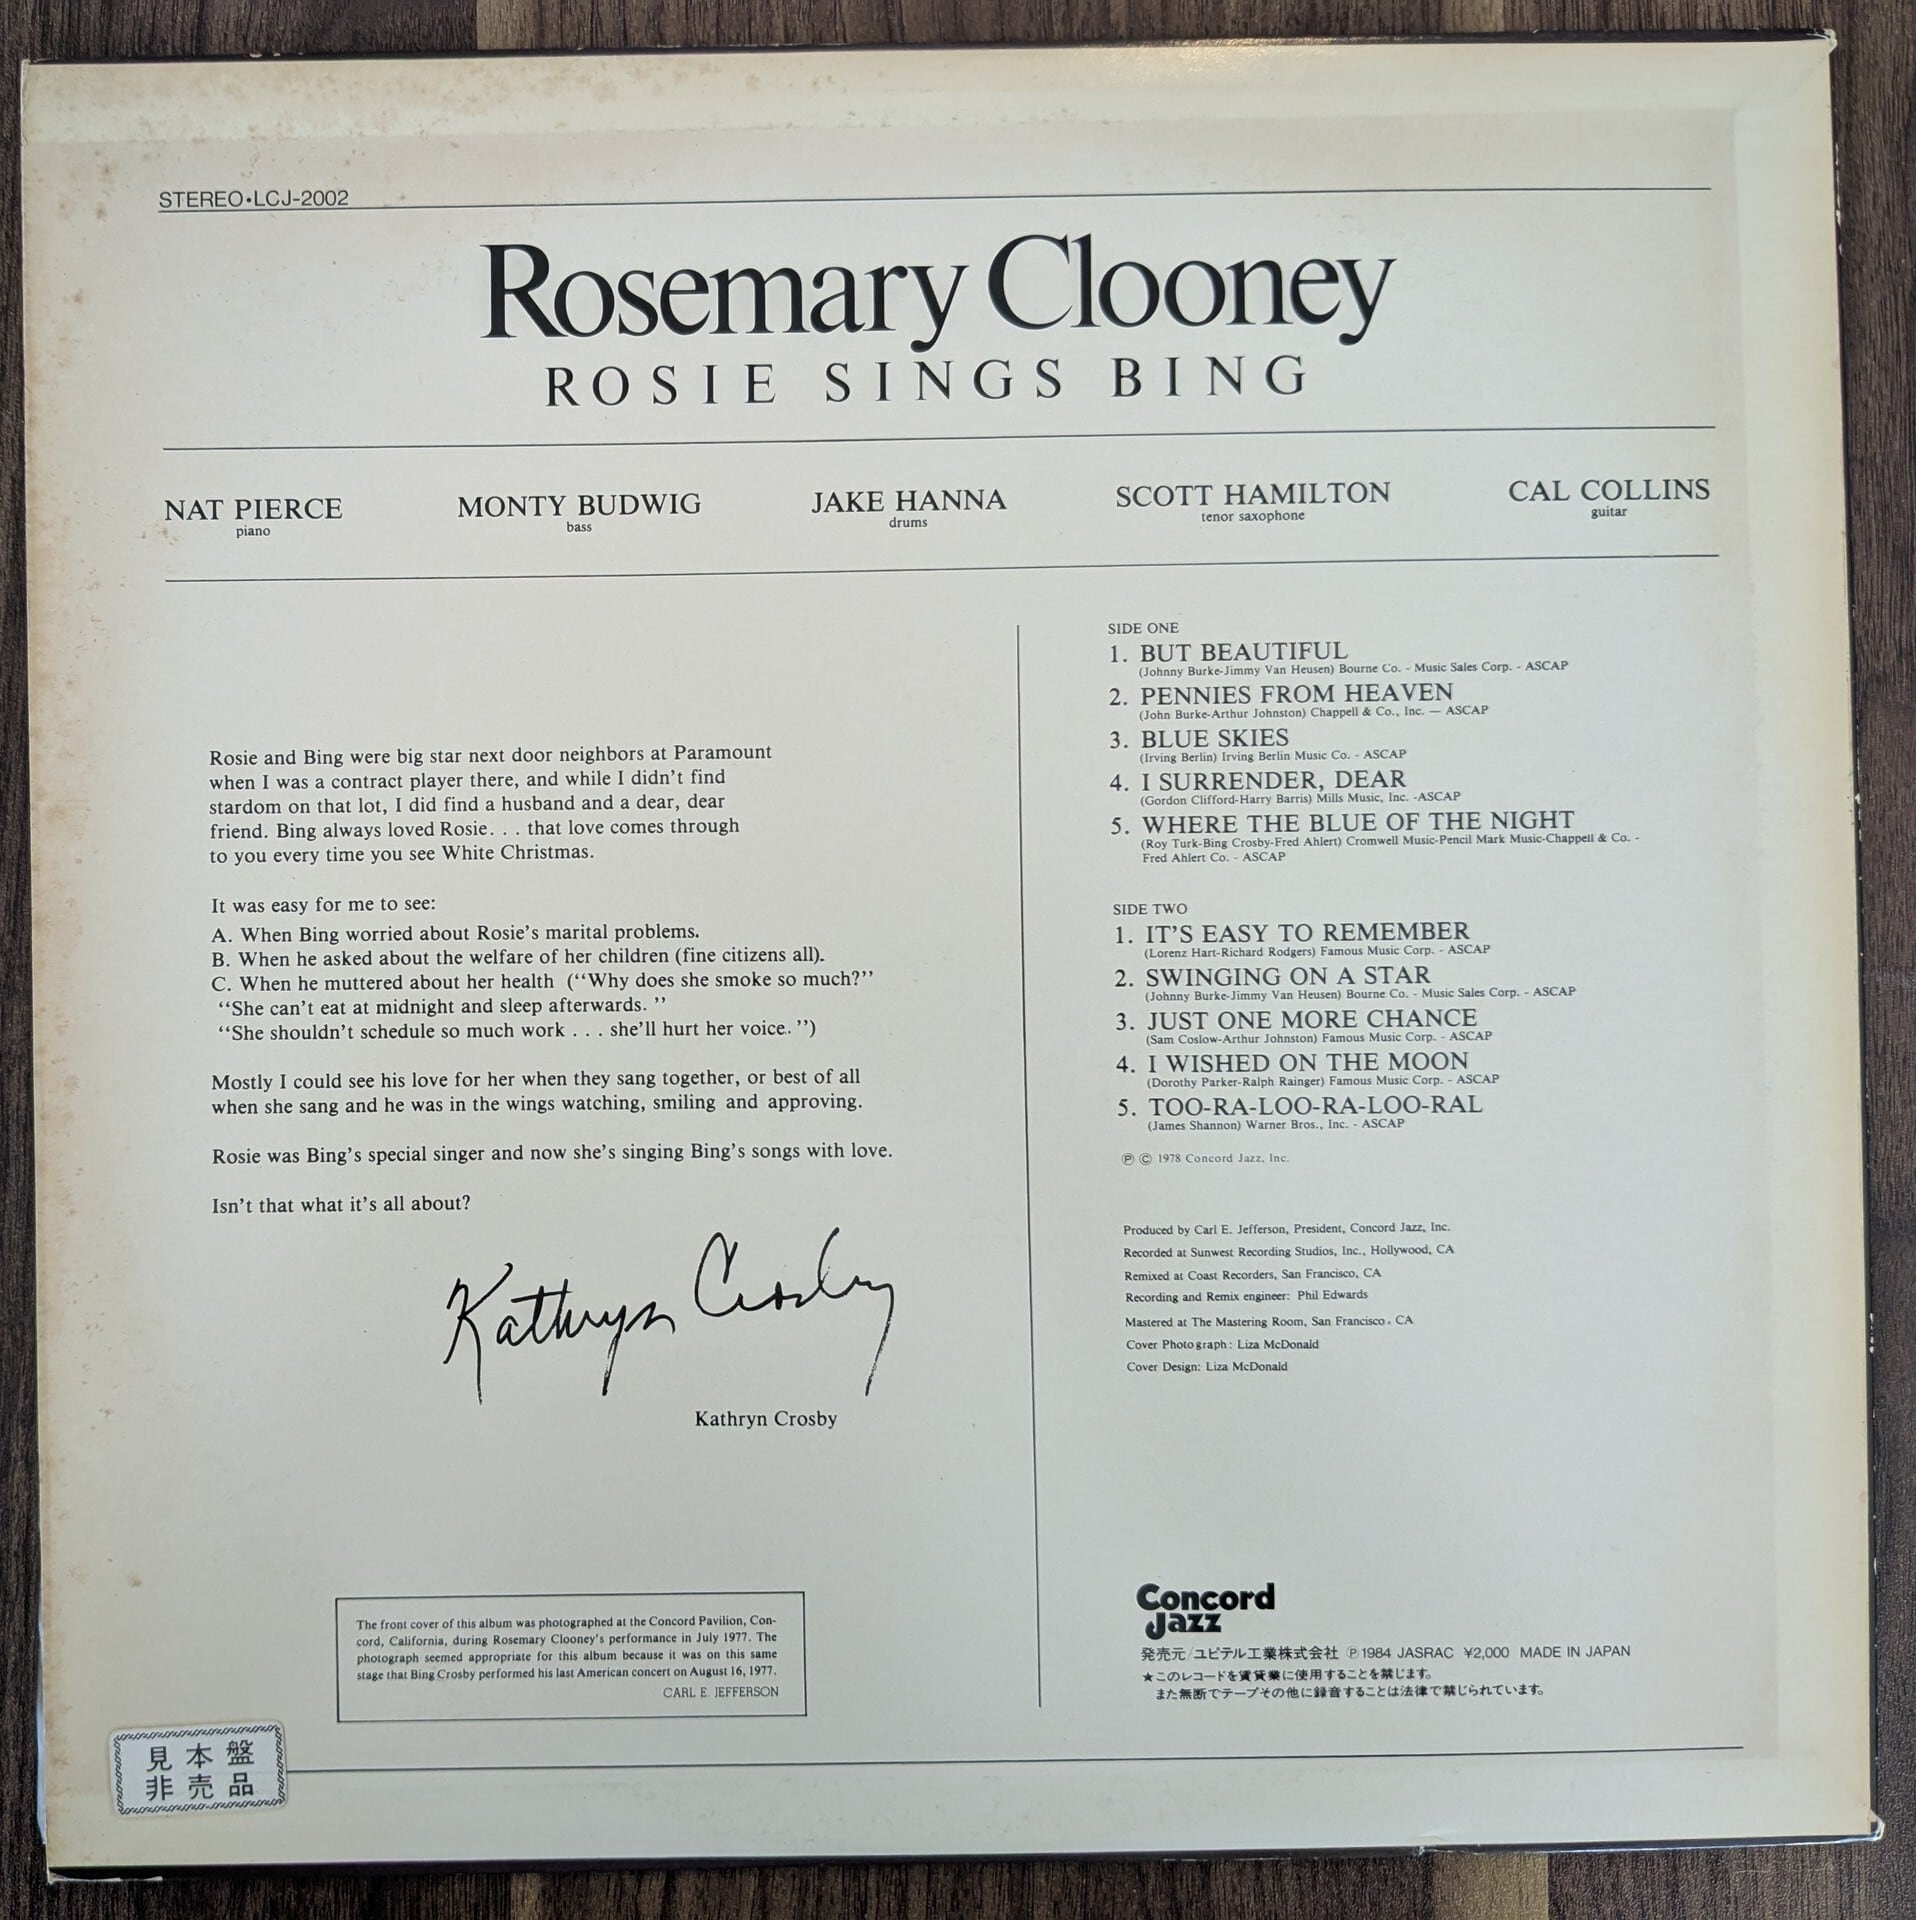 STEREO•LCJ-2002
Rosemary Clooney
ROSIE SINGS BING
NAT PIERCE
piano
MONTY BUDWIG
bass
JAKE HANNA
drums
SCOTT HAMILTON
tenor saxophone
CAL COLLINS
guitar
Rosie and Bing were big star next door neighbors at Paramount
when I was a contract player there, and while I didn't find
stardom on that lot, I did find a husband and a dear, dear
friend. Bing always loved Rosie. . . that love comes through
to you every time you see White Christmas.
It was easy for me to see:
A. When Bing worried about Rosie's marital problems.
B. When he asked about the welfare of her children (fine citizens all).
C. When he muttered about her health (‘‘Why does she smoke so much?’’
‘‘She can't eat at midnight and sleep afterwards. ’’
‘‘She shouldn't schedule so much work . . . she'll hurt her voice. ’’)
Mostly I could see his love for her when they sang together, or best of all
when she sang and he was in the wings watching, smiling and approving.
Rosie was Bing's special singer and now she's singing Bing's songs with love.
Isn't that what it's all about?
Kathryn Crosby
Kathryn Crosby
The front cover of this album was photographed at the Concord Pavilion, Con-
cord, California, during Rosemary Clooney's performance in July 1977. The
photograph seemed appropriate for this album because it was on this same
stage that Bing Crosby performed his last American concert on August 16, 1977.
CARL E. JEFFERSON
見本盤
非売品
SIDE ONE
1. BUT BEAUTIFUL
(Johnny Burke-Jimmy Van Heusen) Bourne Co. - Music Sales Corp. - ASCAP
2. PENNIES FROM HEAVEN
(John Burke-Arthur Johnston) Chappell & Co., Inc. — ASCAP
3. BLUE SKIES
(Irving Berlin) Irving Berlin Music Co. - ASCAP
4. I SURRENDER, DEAR
(Gordon Clifford-Harry Barris) Mills Music, Inc. -ASCAP
5. WHERE THE BLUE OF THE NIGHT
(Roy Turk-Bing Crosby-Fred Ahlert) Cromwell Music-Pencil Mark Music-Chappell & Co. -
Fred Ahlert Co. - ASCAP
SIDE TWO
1. IT'S EASY TO REMEMBER
(Lorenz Hart-Richard Rodgers) Famous Music Corp. - ASCAP
2. SWINGING ON A STAR
(Johnny Burke-Jimmy Van Heusen) Bourne Co. - Music Sales Corp. - ASCAP
3. JUST ONE MORE CHANCE
(Sam Coslow-Arthur Johnston) Famous Music Corp. - ASCAP
4. I WISHED ON THE MOON
(Dorothy Parker-Ralph Rainger) Famous Music Corp. - ASCAP
5. TOO-RA-LOO-RA-LOO-RAL
(James Shannon) Warner Bros., Inc. - ASCAP
℗ © 1978 Concord Jazz, Inc.
Produced by Carl E. Jefferson, President, Concord Jazz, Inc.
Recorded at Sunwest Recording Studios, Inc., Hollywood, CA
Remixed at Coast Recorders, San Francisco, CA
Recording and Remix engineer: Phil Edwards
Mastered at The Mastering Room, San Francisco, CA
Cover Photograph: Liza McDonald
Cover Design: Liza McDonald
Concord
Jazz
発売元/ユピテル工業株式会社 ℗1984 JASRAC ¥2,000 MADE IN JAPAN
★このレコードを賃貸業に使用することを禁じます。
また無断でテープその他に録音することは法律で禁じられています。